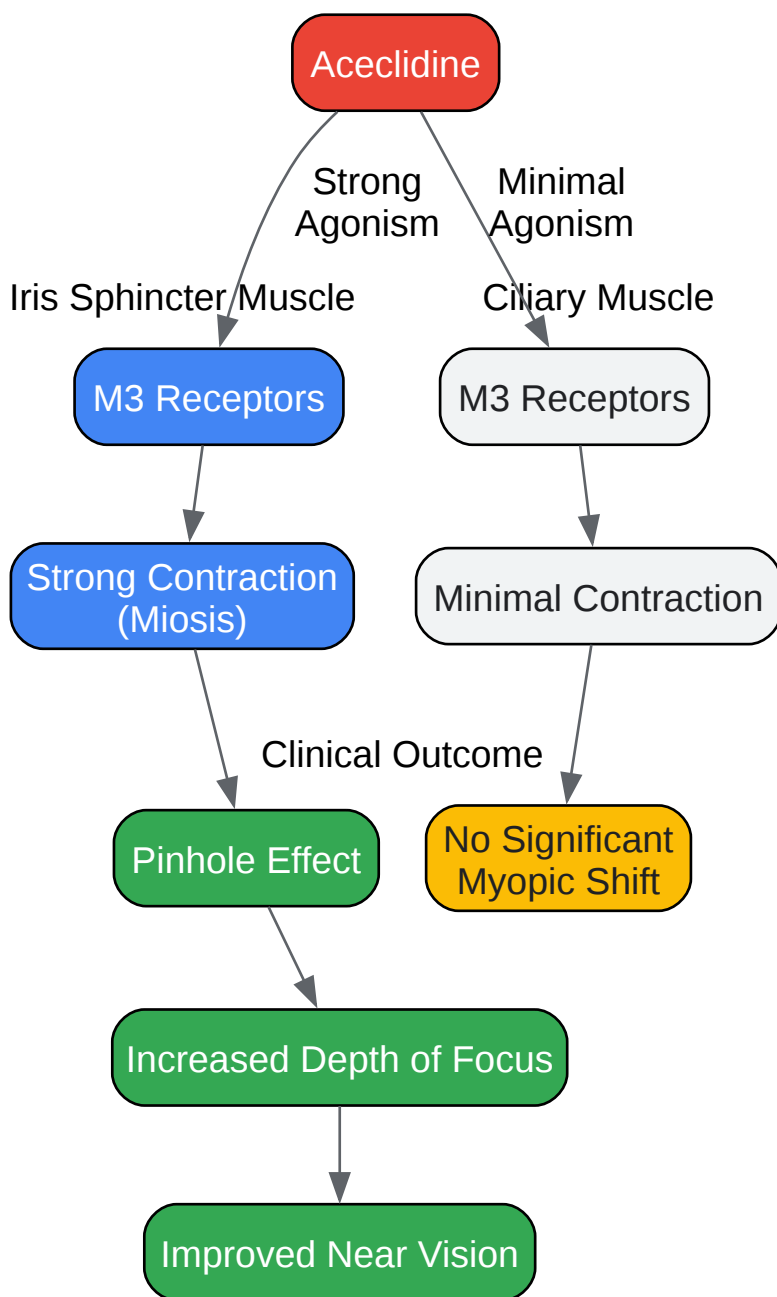 Aceclidine
Strong
Agonism
Minimal
Agonism
Iris Sphincter Muscle
Ciliary Muscle
M3 Receptors
M3 Receptors
Strong Contraction
(Miosis)
Minimal Contraction
Clinical Outcome
Pinhole Effect
No Significant
Myopic Shift
Increased Depth of Focus
Improved Near Vision